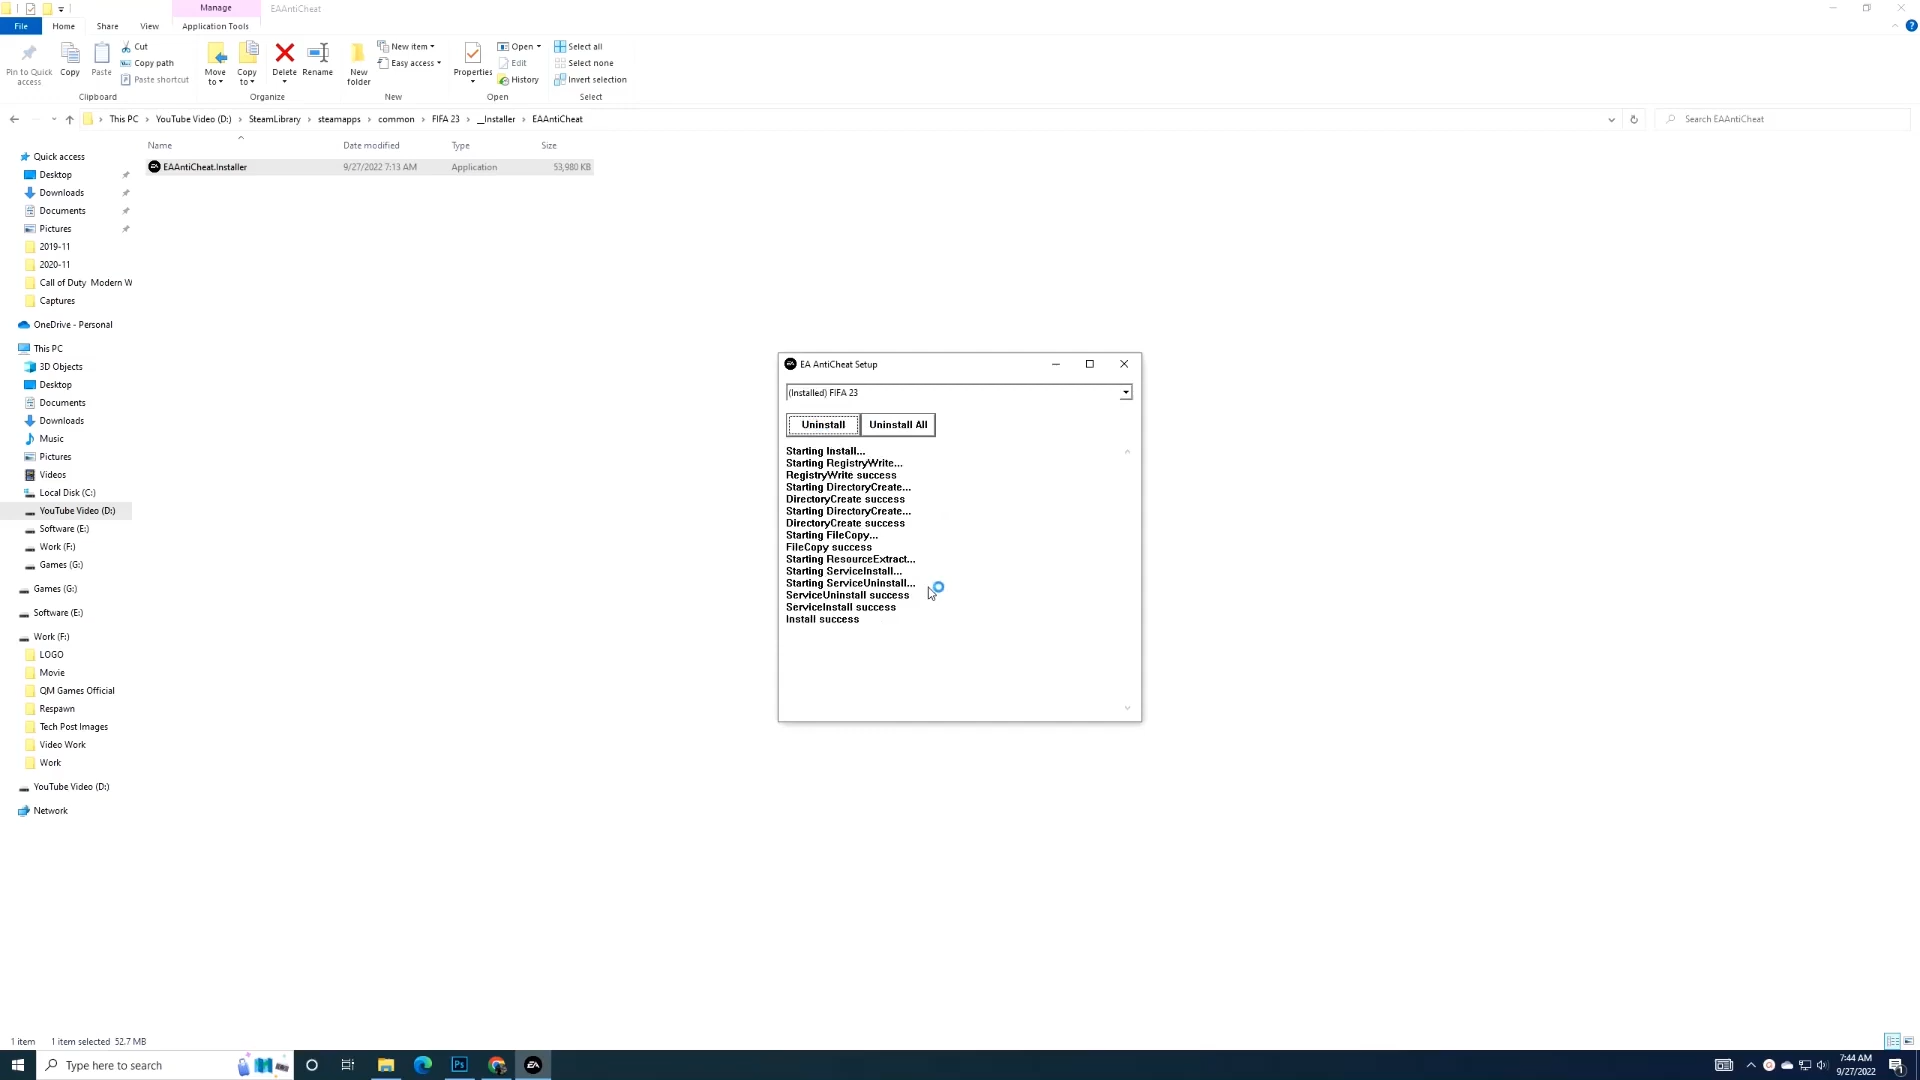 Manage
EAAntiCheat
File
Home
Share
View
Application Tools
Pin to Quick access
Copy
Paste
Cut
Copy path
Paste shortcut
Clipboard
Move to
Copy to
Delete
Rename
Organize
New folder
New item
Easy access
New
Properties
Open
Edit
History
Open
Select all
Select none
Invert selection
Select
This PC > YouTube Video (D:) > SteamLibrary > steamapps > common > FIFA 23 > __Installer > EAAntiCheat
Search EAAntiCheat
Name Date modified Type Size
EAAntiCheat.Installer 9/27/2022 7:13 AM Application 53,980 KB
Quick access
Desktop
Downloads
Documents
Pictures
2019-11
2020-11
Call of Duty Modern W
Captures
OneDrive - Personal
This PC
3D Objects
Desktop
Documents
Downloads
Music
Pictures
Videos
Local Disk (C:)
YouTube Video (D:)
Software (E:)
Work (F:)
Games (G:)
Games (G:)
Software (E:)
Work (F:)
LOGO
Movie
QM Games Official
Respawn
Tech Post Images
Video Work
Work
YouTube Video (D:)
Network
EA AntiCheat Setup
(Installed) FIFA 23
Uninstall
Uninstall All
Starting Install...
Starting RegistryWrite...
RegistryWrite success
Starting DirectoryCreate...
DirectoryCreate success
Starting DirectoryCreate...
DirectoryCreate success
Starting FileCopy...
FileCopy success
Starting ResourceExtract...
Starting ServiceInstall...
Starting ServiceUninstall...
ServiceUninstall success
ServiceInstall success
Install success
1 item 1 item selected 52.7 MB
Type here to search
Ps
EA
7:44 AM
9/27/2022
1